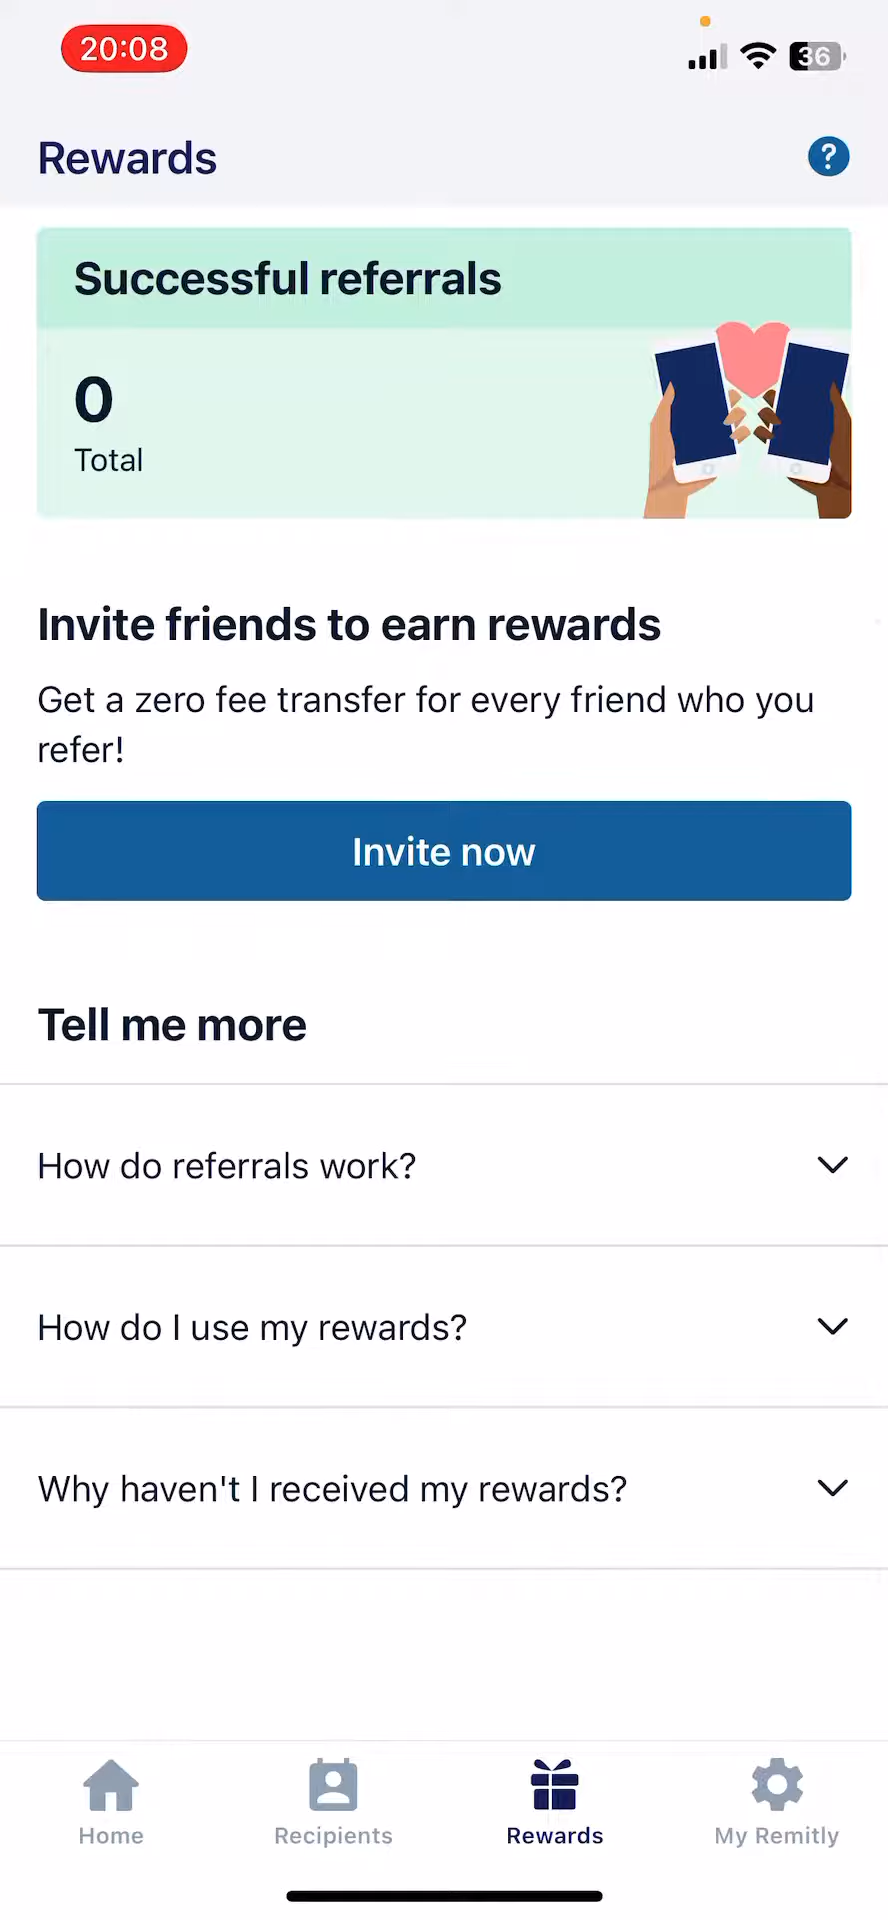 20:08
36
Rewards
?
Successful referrals
0
Total
Invite friends to earn rewards
Get a zero fee transfer for every friend who you
refer!
Invite now
Tell me more
How do referrals work?
How do I use my rewards?
Why haven't I received my rewards?
Home
Recipients
Rewards
My Remitly